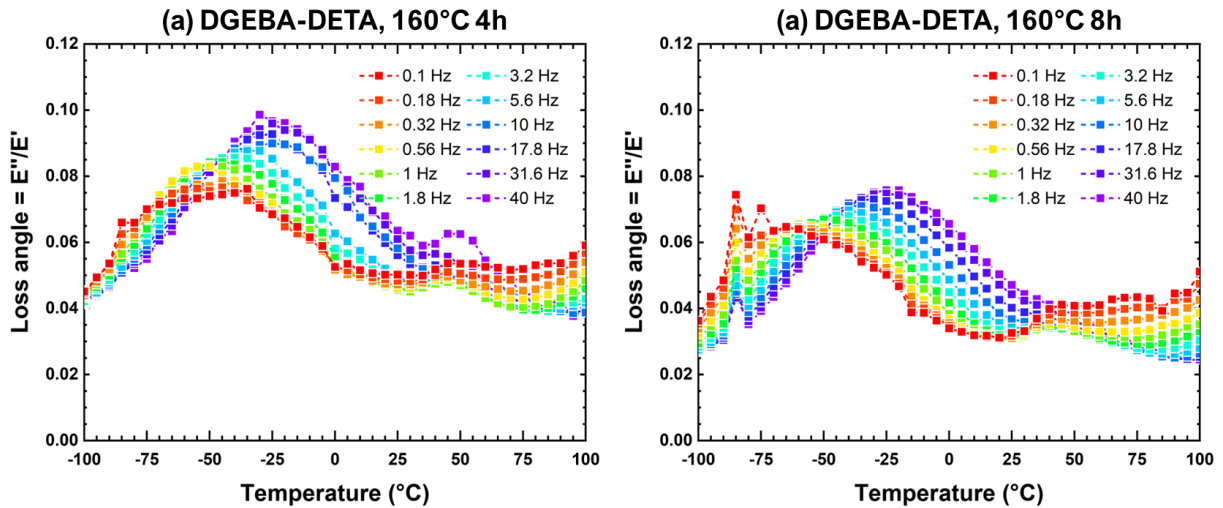 (a) DGEBA-DETA, 160°C 4h
Loss angle = E''/E'
0.12
0.10
0.08
0.06
0.04
0.02
0.00
0.1 Hz 3.2 Hz
0.18 Hz 5.6 Hz
0.32 Hz 10 Hz
0.56 Hz 17.8 Hz
1 Hz 31.6 Hz
1.8 Hz 40 Hz
-100 -75 -50 -25 0 25 50 75 100
Temperature (°C)
(a) DGEBA-DETA, 160°C 8h
Loss angle = E''/E'
0.12
0.10
0.08
0.06
0.04
0.02
0.00
0.1 Hz 3.2 Hz
0.18 Hz 5.6 Hz
0.32 Hz 10 Hz
0.56 Hz 17.8 Hz
1 Hz 31.6 Hz
1.8 Hz 40 Hz
-100 -75 -50 -25 0 25 50 75 100
Temperature (°C)